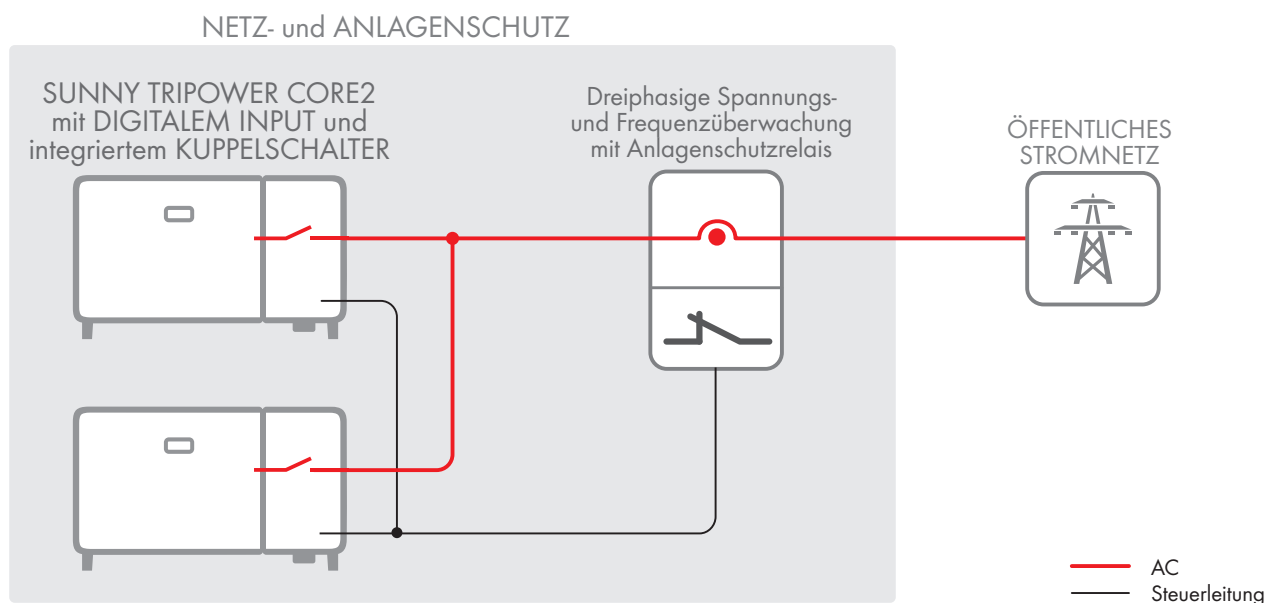 NETZ- und ANLAGENSCHUTZ
SUNNY TRIPOWER CORE2
mit DIGITALEM INPUT und
integriertem KUPPELSCHALTER
Dreiphasige Spannungs-
und Frequenzüberwachung
mit Anlagenschutzrelais
ÖFFENTLICHES
STROMNETZ
AC
Steuerleitung